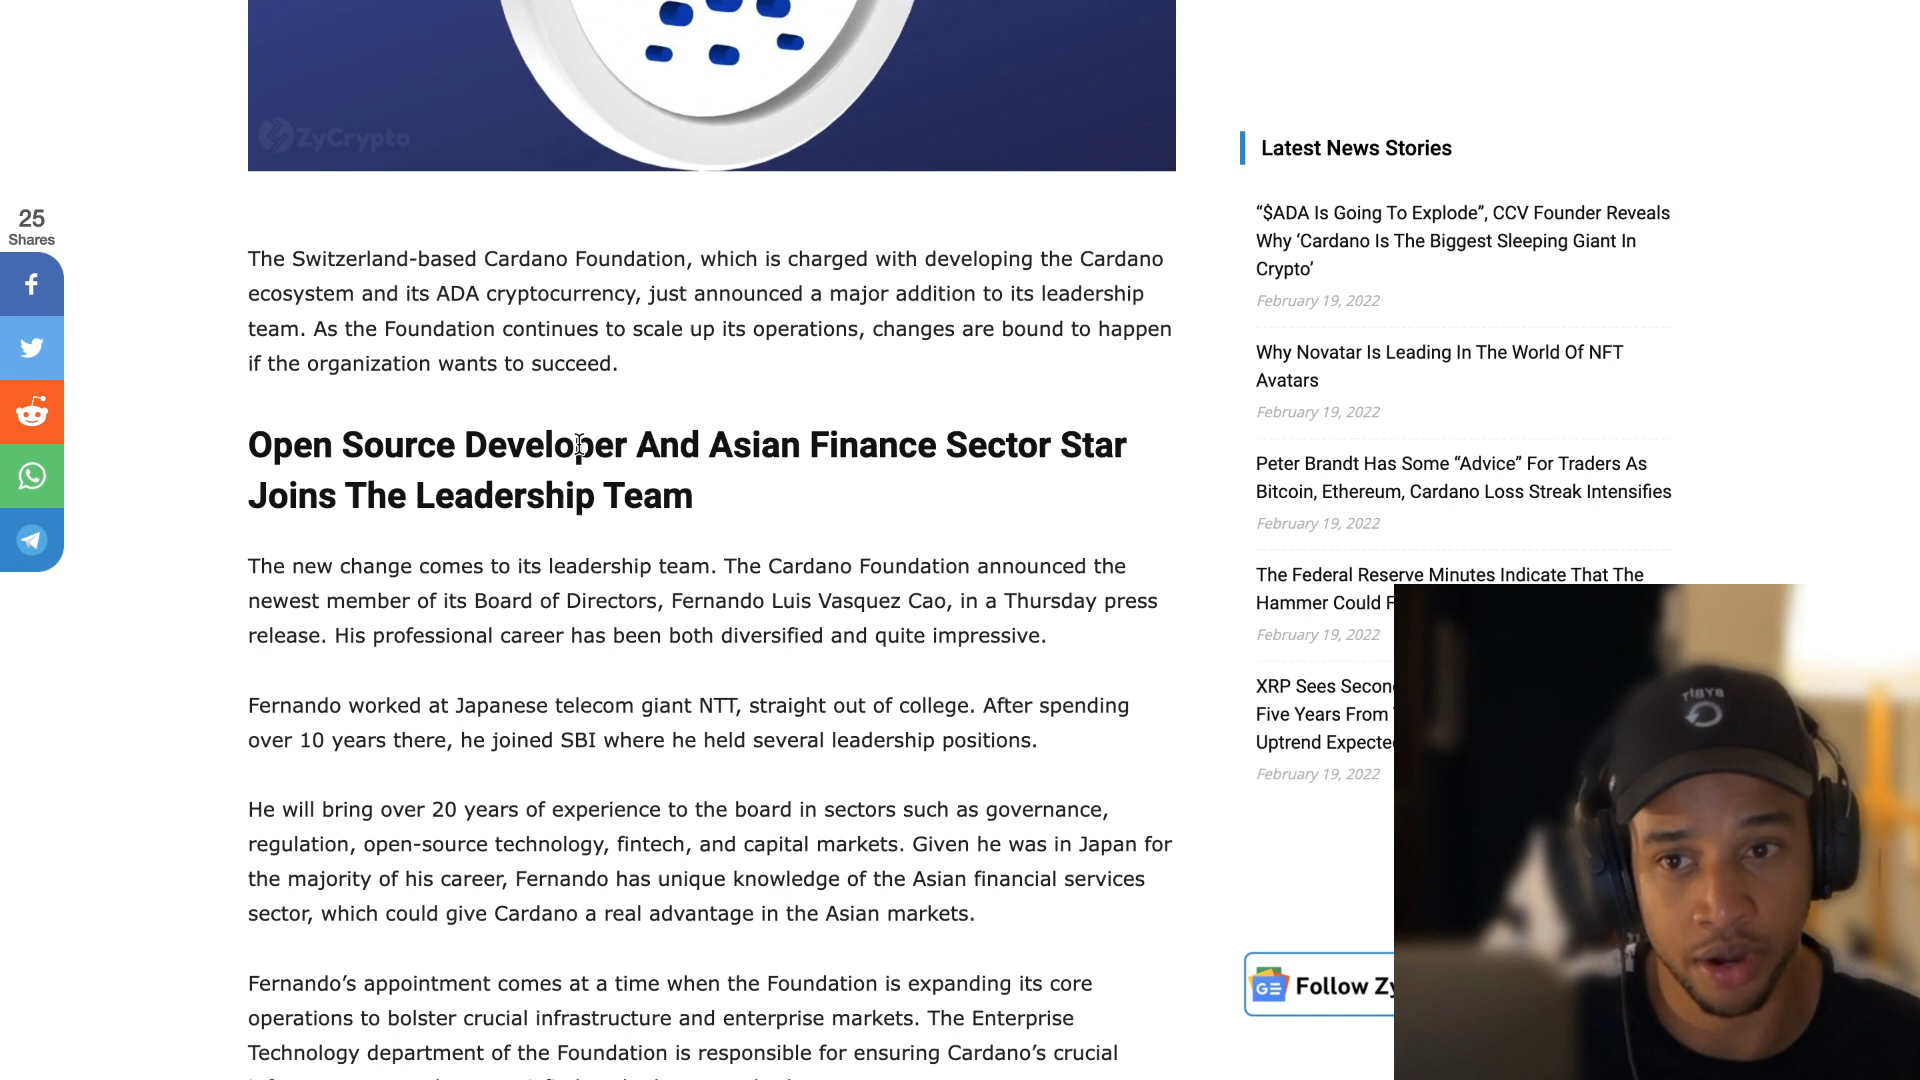 ZyCrypto
25
Shares
The Switzerland-based Cardano Foundation, which is charged with developing the Cardano
ecosystem and its ADA cryptocurrency, just announced a major addition to its leadership
team. As the Foundation continues to scale up its operations, changes are bound to happen
if the organization wants to succeed.
Open Source Developer And Asian Finance Sector Star
Joins The Leadership Team
The new change comes to its leadership team. The Cardano Foundation announced the
newest member of its Board of Directors, Fernando Luis Vasquez Cao, in a Thursday press
release. His professional career has been both diversified and quite impressive.
Fernando worked at Japanese telecom giant NTT, straight out of college. After spending
over 10 years there, he joined SBI where he held several leadership positions.
He will bring over 20 years of experience to the board in sectors such as governance,
regulation, open-source technology, fintech, and capital markets. Given he was in Japan for
the majority of his career, Fernando has unique knowledge of the Asian financial services
sector, which could give Cardano a real advantage in the Asian markets.
Fernando’s appointment comes at a time when the Foundation is expanding its core
operations to bolster crucial infrastructure and enterprise markets. The Enterprise
Technology department of the Foundation is responsible for ensuring Cardano’s crucial
Latest News Stories
“$ADA Is Going To Explode”, CCV Founder Reveals
Why ‘Cardano Is The Biggest Sleeping Giant In
Crypto’
February 19, 2022
Why Novatar Is Leading In The World Of NFT
Avatars
February 19, 2022
Peter Brandt Has Some “Advice” For Traders As
Bitcoin, Ethereum, Cardano Loss Streak Intensifies
February 19, 2022
The Federal Reserve Minutes Indicate That The
Hammer Could
February 19, 2022
XRP Sees
Five Years From
Uptrend
February 19, 2022
GE
Follow